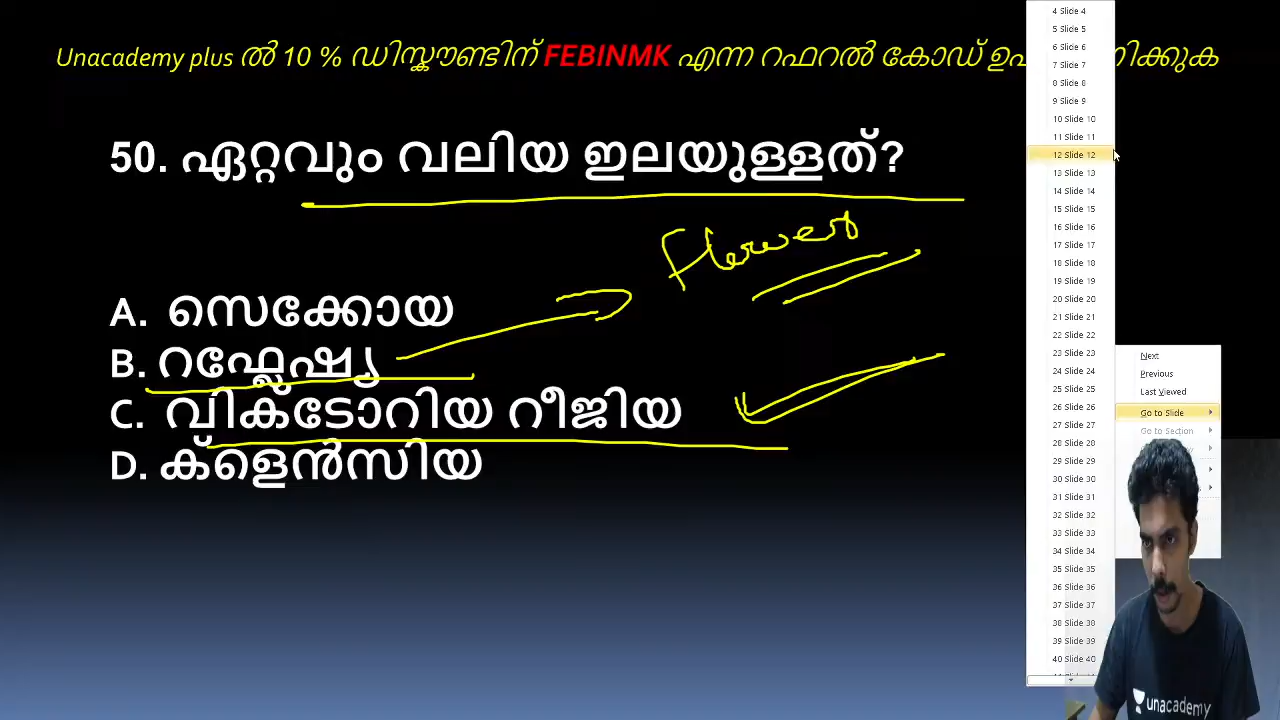 Unacademy plus ൽ 10 % ഡിസ്കൗണ്ടിന് FEBINMK എന്ന റഫറൽ കോഡ് ഉപ
50. ഏറ്റവും വലിയ ഇലയുള്ളത്?
Flower
A. സെക്കോയ
B. റഫ്ലേഷ്യ
C. വിക്ടോറിയ റീജിയ
D. ക്ളെൻസിയ
4 Slide 4
5 Slide 5
6 Slide 6
7 Slide 7
8 Slide 8
9 Slide 9
10 Slide 10
11 Slide 11
12 Slide 12
13 Slide 13
14 Slide 14
15 Slide 15
16 Slide 16
17 Slide 17
18 Slide 18
19 Slide 19
20 Slide 20
21 Slide 21
22 Slide 22
23 Slide 23
24 Slide 24
25 Slide 25
26 Slide 26
27 Slide 27
28 Slide 28
29 Slide 29
30 Slide 30
31 Slide 31
32 Slide 32
33 Slide 33
34 Slide 34
35 Slide 35
36 Slide 36
37 Slide 37
38 Slide 38
39 Slide 39
40 Slide 40
Next
Previous
Last Viewed
Go to Slide
Go to Section
unacademy